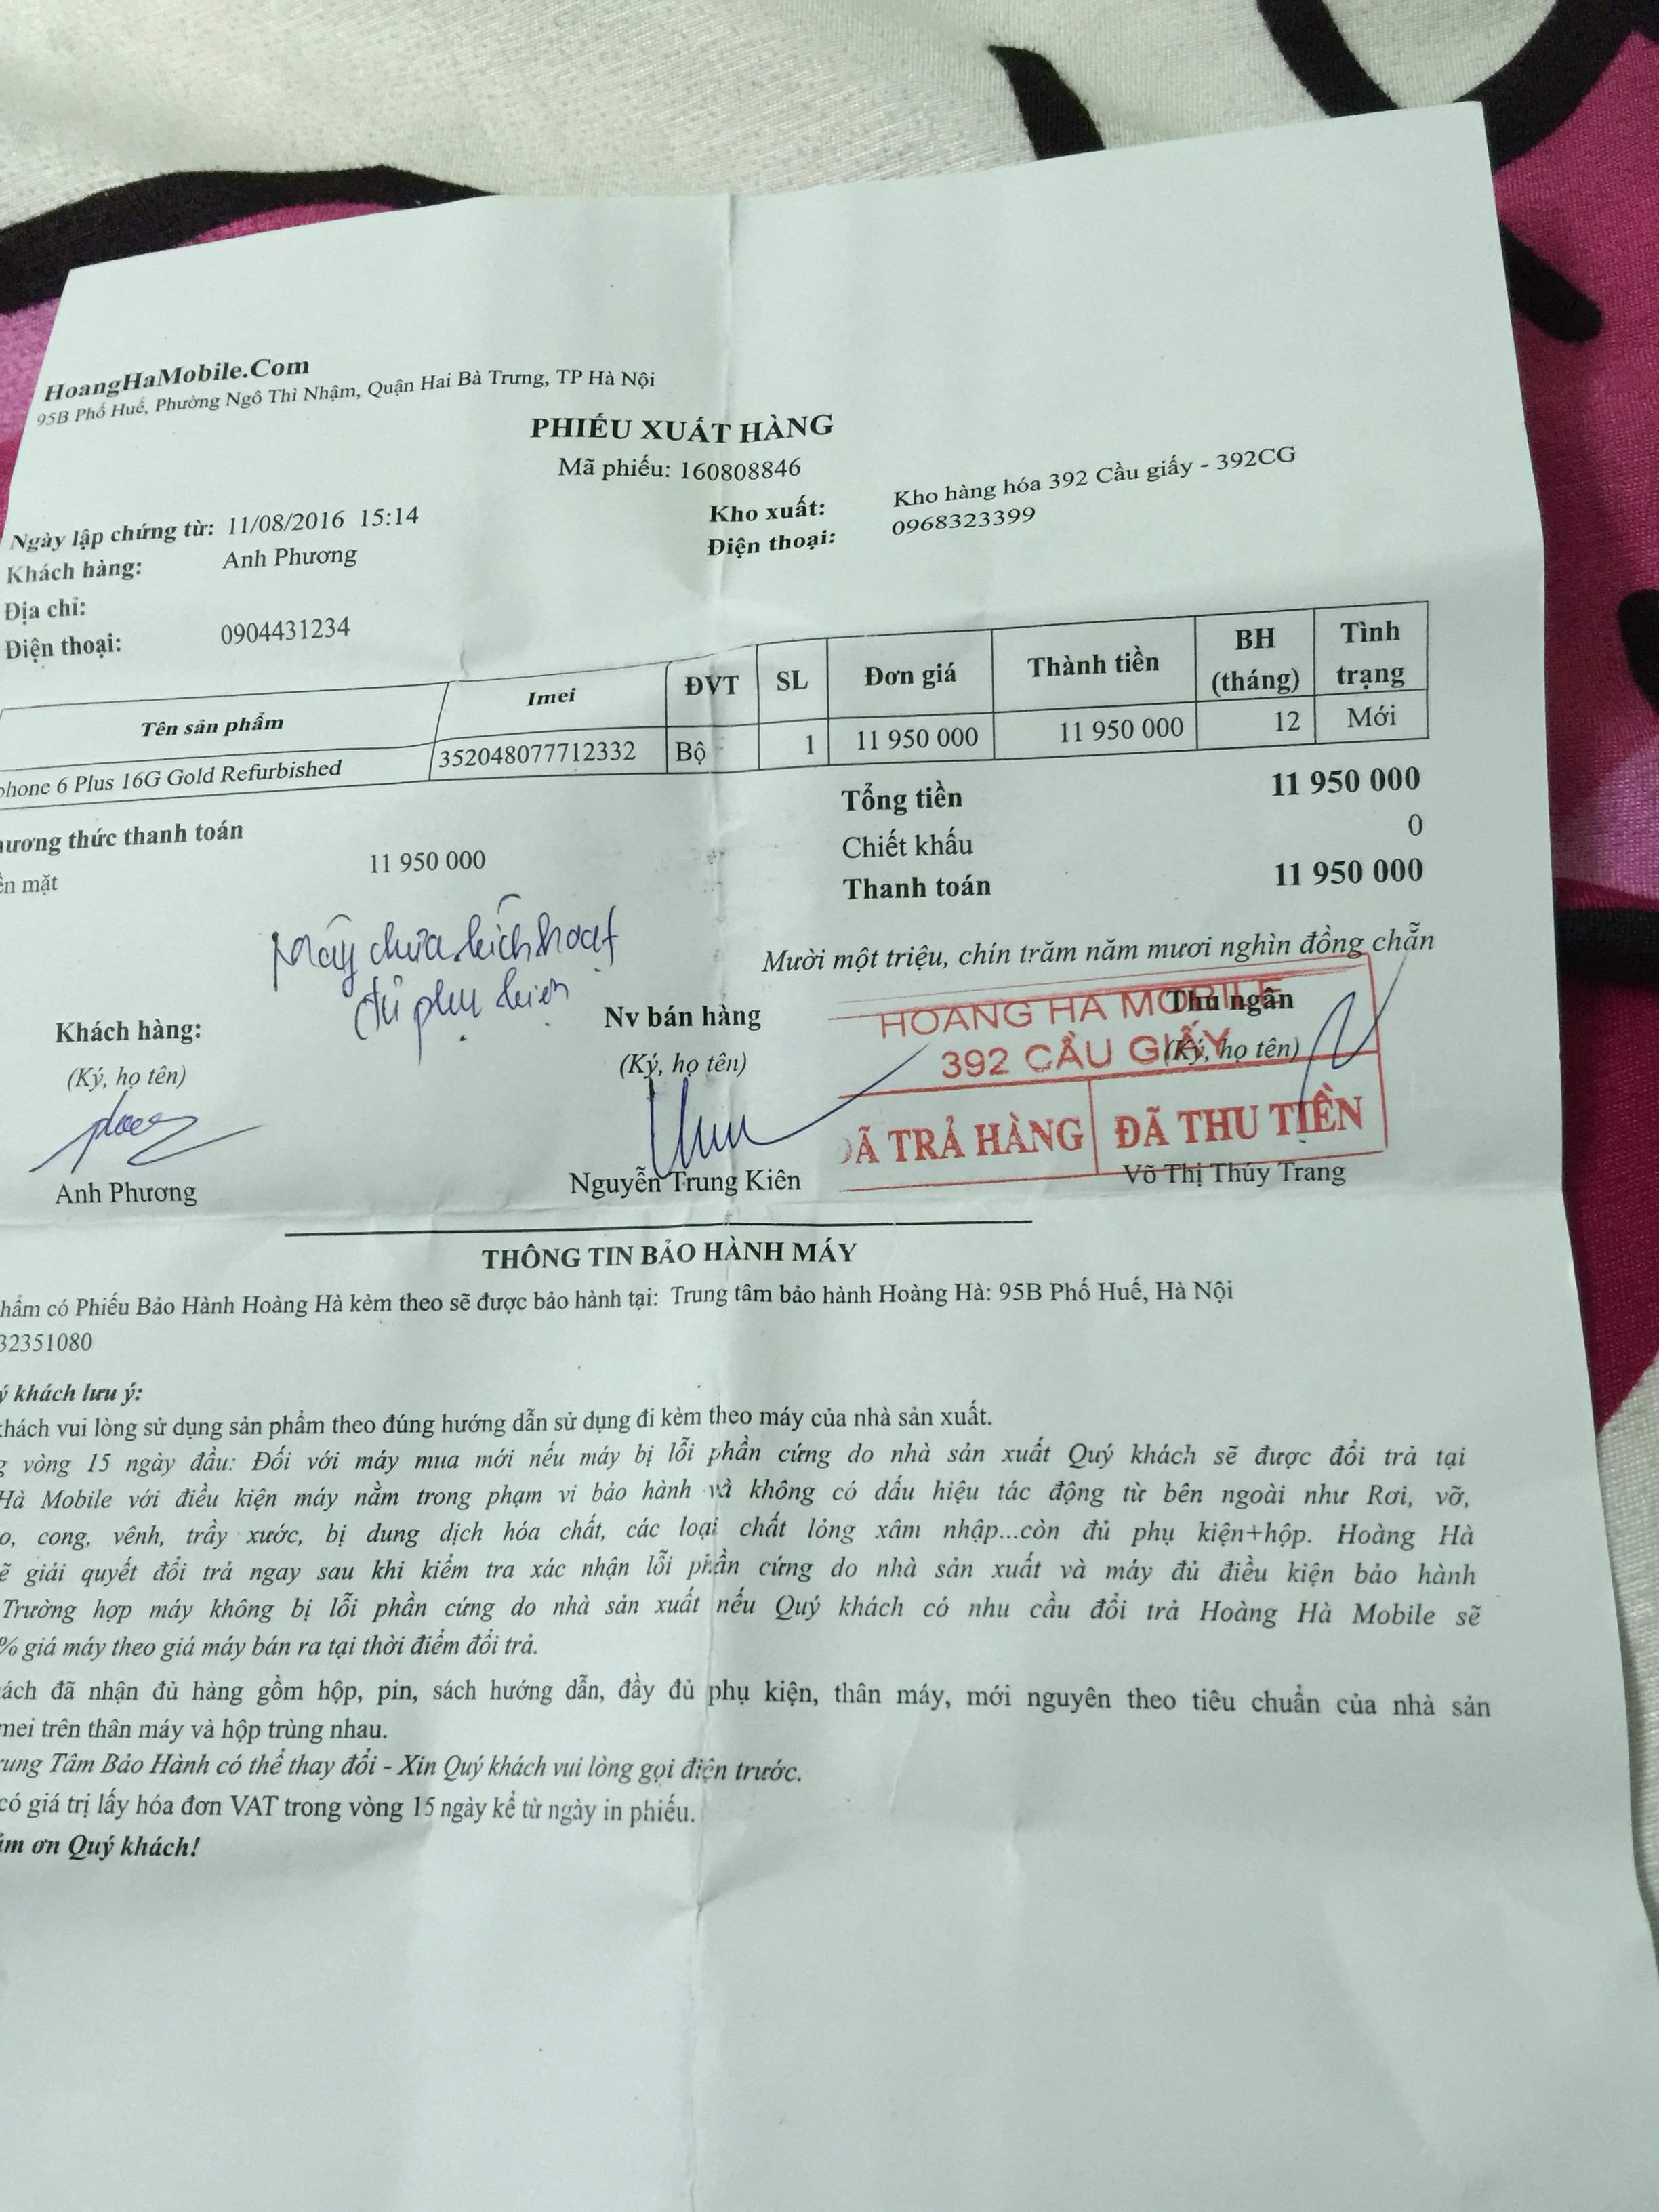 HoangHaMobile.Com
95B Phố Huế, Phường Ngô Thì Nhậm, Quận Hai Bà Trưng, TP Hà Nội
PHIẾU XUẤT HÀNG
Mã phiếu: 160808846
Ngày lập chứng từ: 11/08/2016 15:14
Kho xuất: Kho hàng hóa 392 Cầu giấy - 392CG
Khách hàng: Anh Phương
Điện thoại: 0968323399
Địa chỉ:
Điện thoại: 0904431234
Tên sản phẩm Imei ĐVT SL Đơn giá Thành tiền BH (tháng) Tình trạng
phone 6 Plus 16G Gold Refurbished 352048077712332 Bộ 1 11 950 000 11 950 000 12 Mới
Tổng tiền 11 950 000
ương thức thanh toán
Chiết khấu 0
ền mặt 11 950 000
Thanh toán 11 950 000
Máy chưa kích hoạt
đủ phụ kiện
Mười một triệu, chín trăm năm mươi nghìn đồng chẵn
Khách hàng: Nv bán hàng Thu ngân
(Ký, họ tên) (Ký, họ tên) (Ký, họ tên)
HOANG HA MOBILE
392 CẦU GIẤY
ĐÃ TRẢ HÀNG ĐÃ THU TIỀN
Anh Phương Nguyễn Trung Kiên Võ Thị Thúy Trang
THÔNG TIN BẢO HÀNH MÁY
hẩm có Phiếu Bảo Hành Hoàng Hà kèm theo sẽ được bảo hành tại: Trung tâm bảo hành Hoàng Hà: 95B Phố Huế, Hà Nội
32351080
ý khách lưu ý:
khách vui lòng sử dụng sản phẩm theo đúng hướng dẫn sử dụng đi kèm theo máy của nhà sản xuất.
g vòng 15 ngày đầu: Đối với máy mua mới nếu máy bị lỗi phần cứng do nhà sản xuất Quý khách sẽ được đổi trả tại
Hà Mobile với điều kiện máy nằm trong phạm vi bảo hành và không có dấu hiệu tác động từ bên ngoài như Rơi, vỡ,
o, cong, vênh, trầy xước, bị dung dịch hóa chất, các loại chất lỏng xâm nhập...còn đủ phụ kiện+hộp. Hoàng Hà
ẽ giải quyết đổi trả ngay sau khi kiểm tra xác nhận lỗi phần cứng do nhà sản xuất và máy đủ điều kiện bảo hành
Trường hợp máy không bị lỗi phần cứng do nhà sản xuất nếu Quý khách có nhu cầu đổi trả Hoàng Hà Mobile sẽ
% giá máy theo giá máy bán ra tại thời điểm đổi trả.
ách đã nhận đủ hàng gồm hộp, pin, sách hướng dẫn, đầy đủ phụ kiện, thân máy, mới nguyên theo tiêu chuẩn của nhà sản
mei trên thân máy và hộp trùng nhau.
rung Tâm Bảo Hành có thể thay đổi - Xin Quý khách vui lòng gọi điện trước.
có giá trị lấy hóa đơn VAT trong vòng 15 ngày kể từ ngày in phiếu.
ảm ơn Quý khách!